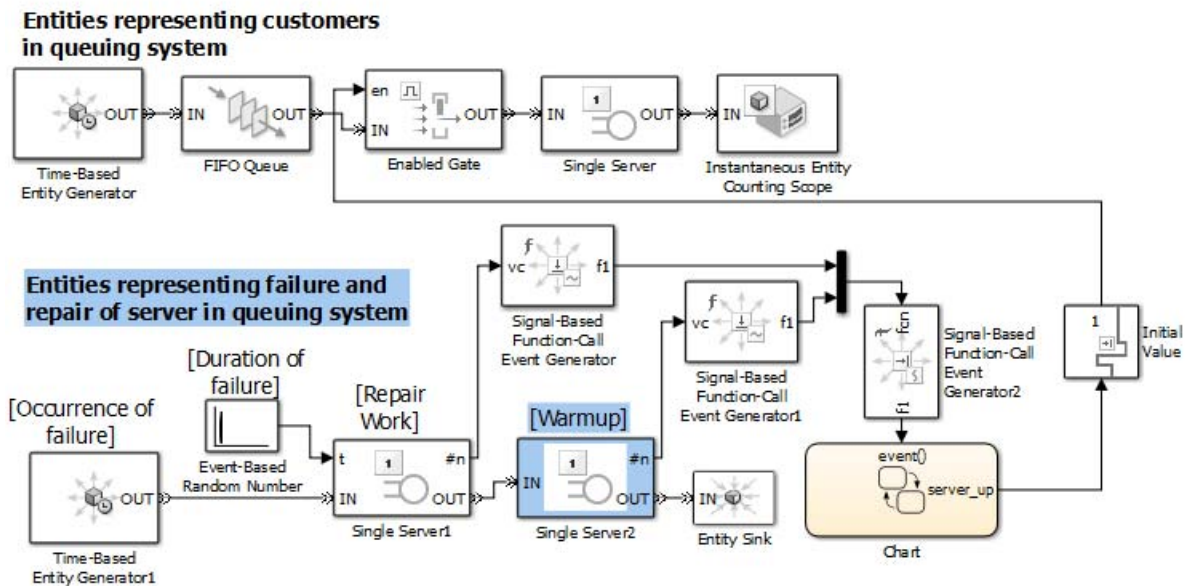 Entities representing customers
in queuing system
OUT
Time-Based
Entity Generator
IN
OUT
FIFO Queue
en
IN
OUT
Enabled Gate
1
IN
OUT
Single Server
IN
Instantaneous Entity
Counting Scope
Entities representing failure and
repair of server in queuing system
f
vc
f1
Signal-Based
Function-Call
Event Generator
f
vc
f1
Signal-Based
Function-Call
Event Generator1
fcn
f1
Signal-Based
Function-Call
Event
Generator2
1
Initial
Value
[Duration of
failure]
Event-Based
Random Number
[Occurrence of
failure]
OUT
Time-Based
Entity Generator1
[Repair
Work]
t
1
#n
IN
OUT
Single Server1
[Warmup]
1
#n
IN
OUT
Single Server2
IN
Entity Sink
event()
server_up
Chart